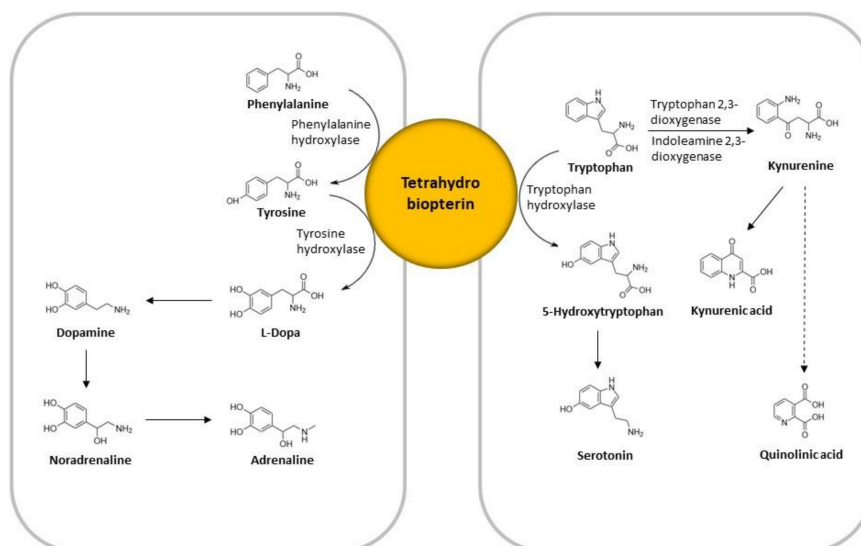 Phenylalanine
Phenylalanine
hydroxylase
Tyrosine
Tyrosine
hydroxylase
L-Dopa
Dopamine
Noradrenaline
Adrenaline
Tetrahydro
biopterin
Tryptophan
Tryptophan 2,3-
dioxygenase
Indoleamine 2,3-
dioxygenase
Kynurenine
Tryptophan
hydroxylase
5-Hydroxytryptophan
Kynurenic acid
Serotonin
Quinolinic acid
O
OH
NH₂
O
OH
NH₂
OH
O
OH
NH₂
HO
HO
HO
HO
NH₂
HO
HO
NH₂
OH
HO
HO
N
H
OH
H
N
NH₂
OH
O
NH₂
O
OH
O
NH₂
H
N
HO
NH₂
OH
O
O
O
OH
N
H
H
N
HO
NH₂
O
OH
OH
N
O